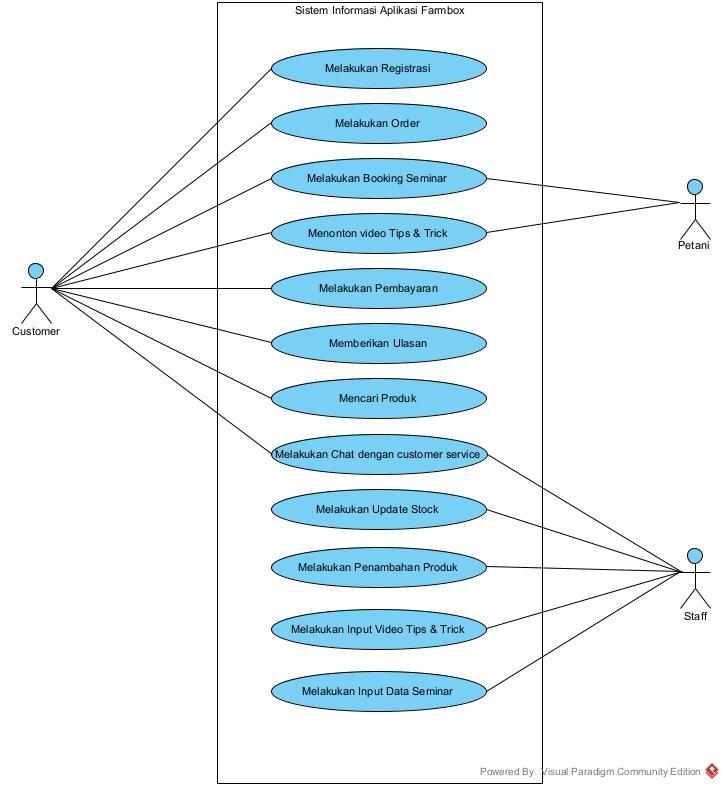 Sistem Informasi Aplikasi Farmbox
Melakukan Registrasi
Melakukan Order
Melakukan Booking Seminar
Menonton video Tips & Trick
Melakukan Pembayaran
Memberikan Ulasan
Mencari Produk
Melakukan Chat dengan customer service
Melakukan Update Stock
Melakukan Penambahan Produk
Melakukan Input Video Tips & Trick
Melakukan Input Data Seminar
Customer
Petani
Staff
Powered By Visual Paradigm Community Edition